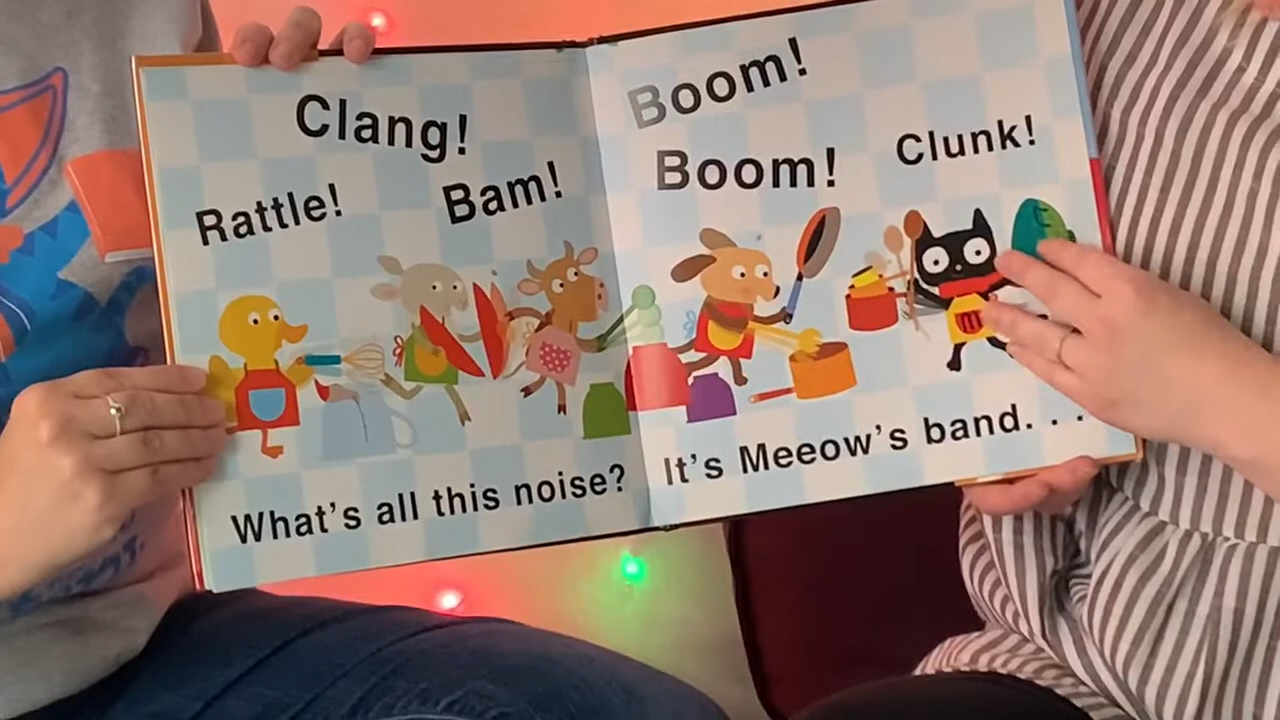 Clang!
Rattle!
Bam!
What's all this noise?
Boom!
Boom!
Clunk!
It's Meeow's band. . .